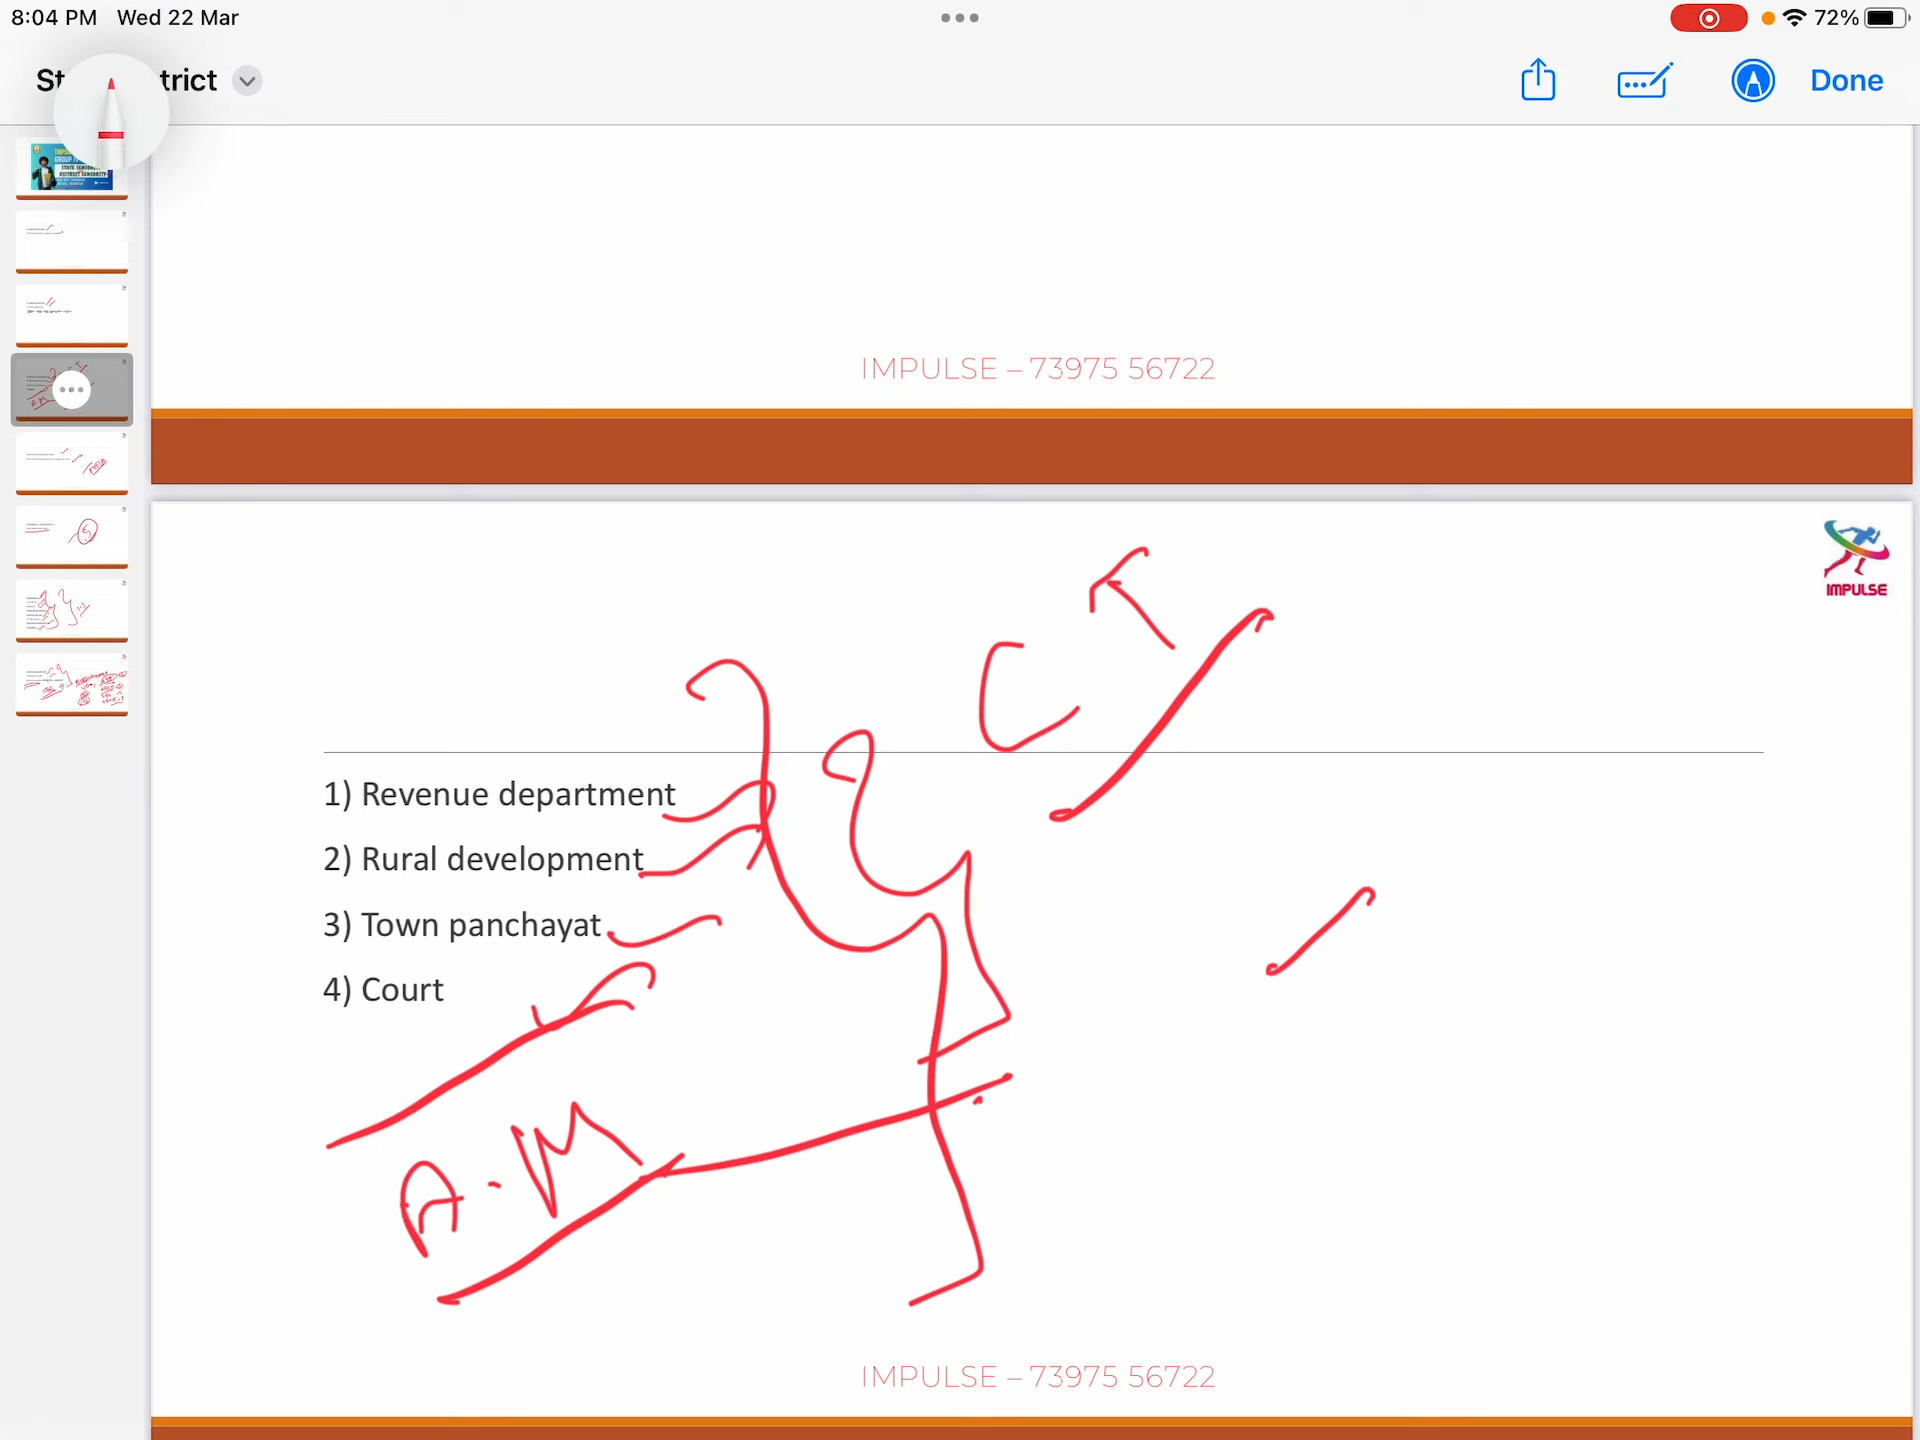 8:04 PM Wed 22 Mar
72%
St trict
Done
IMPULSE – 73975 56722
IMPULSE
C T
1) Revenue department
2) Rural development
3) Town panchayat
4) Court
A.M
IMPULSE – 73975 56722